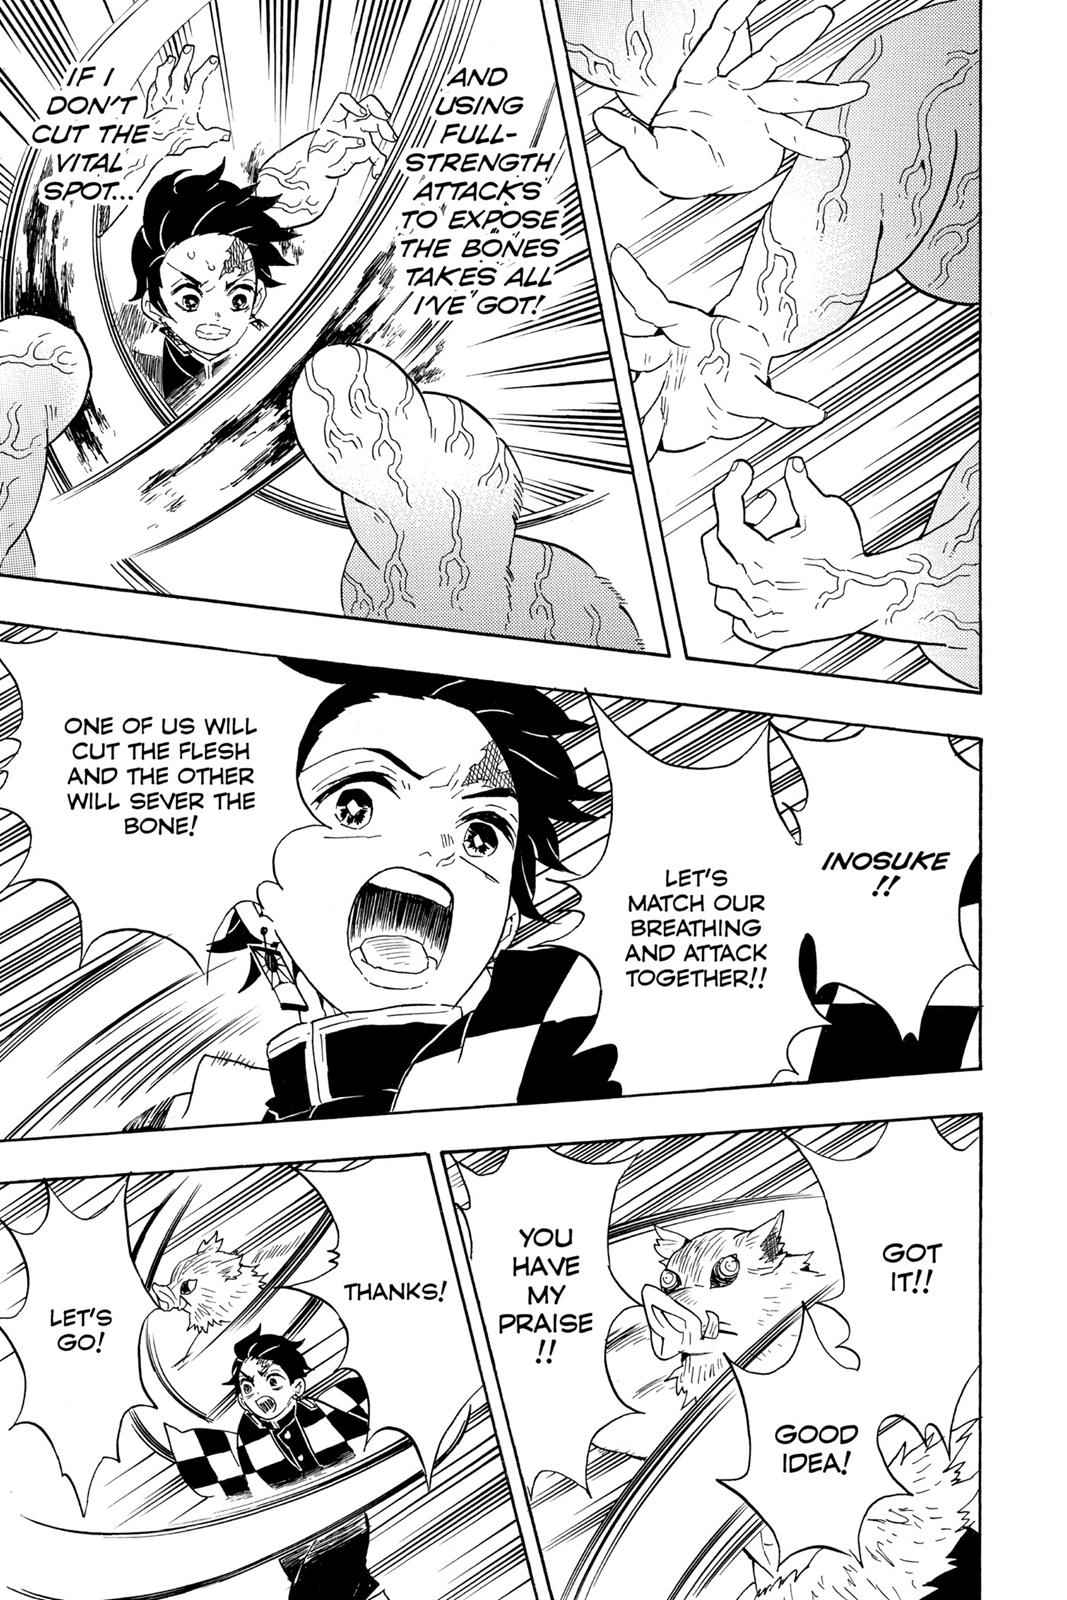 AND
USING
FULL-
STRENGTH
ATTACKS
TO EXPOSE
THE BONES
TAKES ALL
I'VE GOT!
IF I
DON'T
CUT THE
VITAL
SPOT...
INOSUKE
!!
LET'S
MATCH OUR
BREATHING
AND ATTACK
TOGETHER!!
ONE OF US WILL
CUT THE FLESH
AND THE OTHER
WILL SEVER THE
BONE!
GOT
IT!!
GOOD
IDEA!
YOU
HAVE
MY
PRAISE
!!
THANKS!
LET'S
GO!